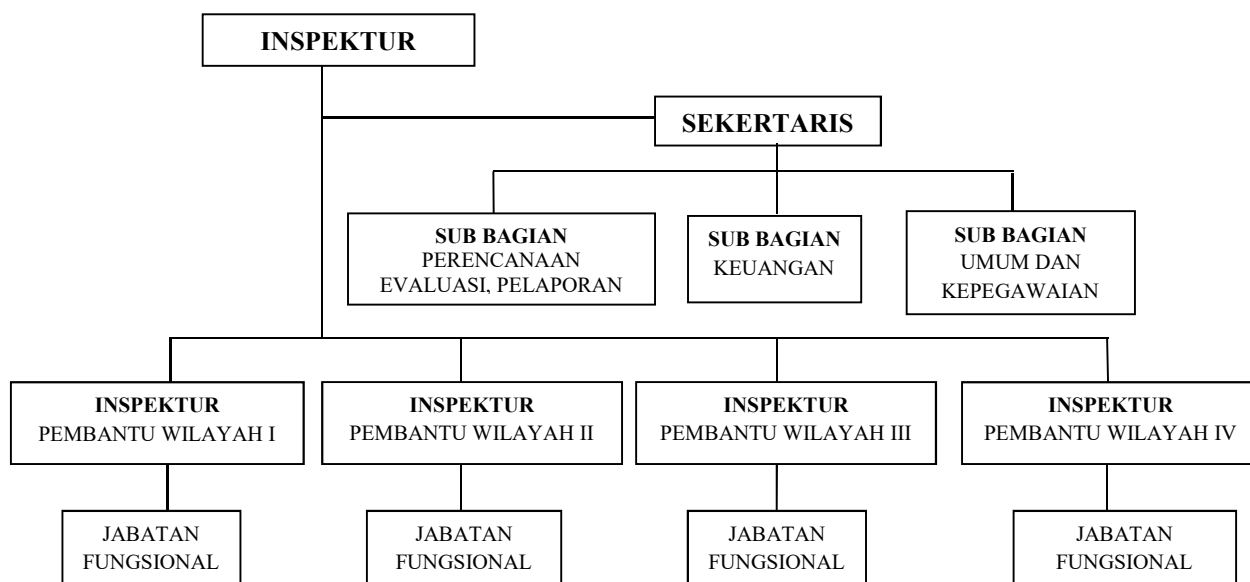 INSPEKTUR
SEKERTARIS
SUB BAGIAN
PERENCANAAN
EVALUASI, PELAPORAN
SUB BAGIAN
KEUANGAN
SUB BAGIAN
UMUM DAN
KEPEGAWAIAN
INSPEKTUR
PEMBANTU WILAYAH I
INSPEKTUR
PEMBANTU WILAYAH II
INSPEKTUR
PEMBANTU WILAYAH III
INSPEKTUR
PEMBANTU WILAYAH IV
JABATAN
FUNGSIONAL
JABATAN
FUNGSIONAL
JABATAN
FUNGSIONAL
JABATAN
FUNGSIONAL